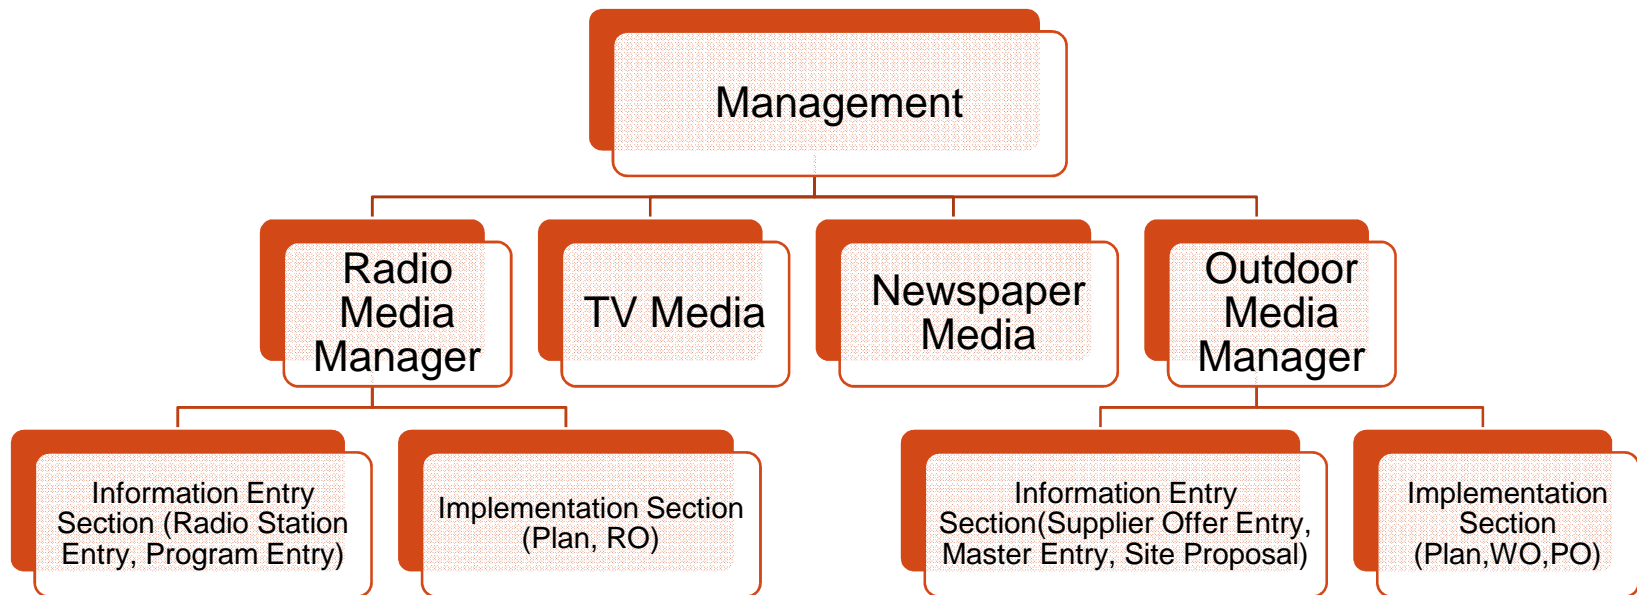 Management
Radio
Media
Manager
TV Media
Newspaper
Media
Outdoor
Media
Manager
Information Entry
Section (Radio Station
Entry, Program Entry)
Implementation Section
(Plan, RO)
Information Entry
Section(Supplier Offer Entry,
Master Entry, Site Proposal)
Implementation
Section
(Plan,WO,PO)